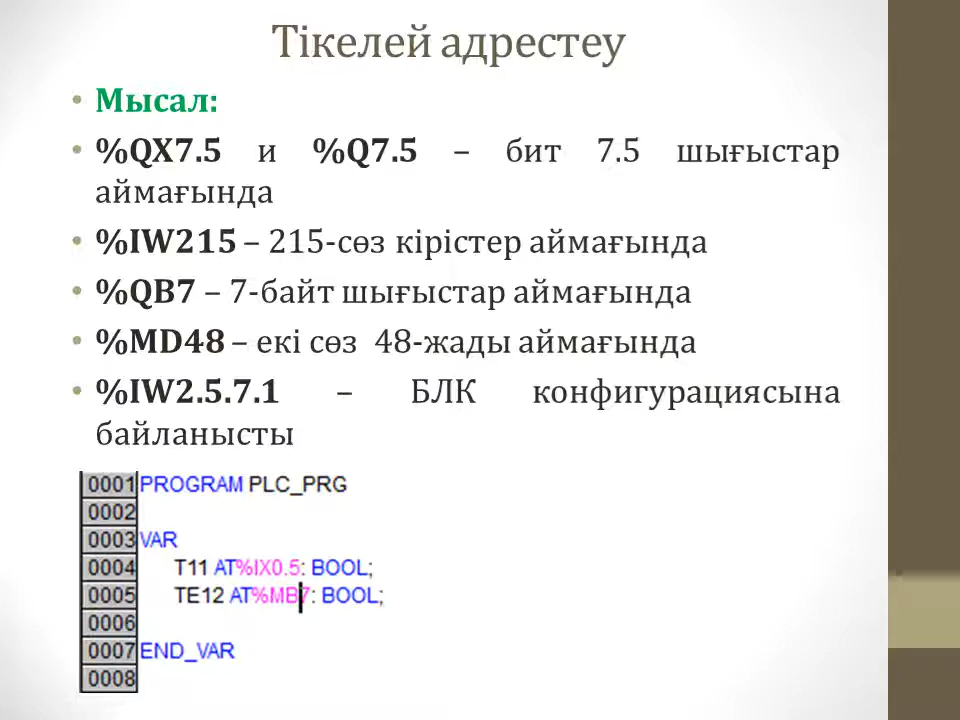 Тікелей адрестеу
• Мысал:
• %QX7.5 и %Q7.5 – бит 7.5 шығыстар
аймағында
• %IW215 – 215-сөз кірістер аймағында
• %QB7 – 7-байт шығыстар аймағында
• %MD48 – екі сөз 48-жады аймағында
• %IW2.5.7.1 – БЛК конфигурациясына
байланысты
0001 PROGRAM PLC_PRG
0002
0003 VAR
0004 T11 AT%IX0.5: BOOL;
0005 TE12 AT%MB7: BOOL;
0006
0007 END_VAR
0008